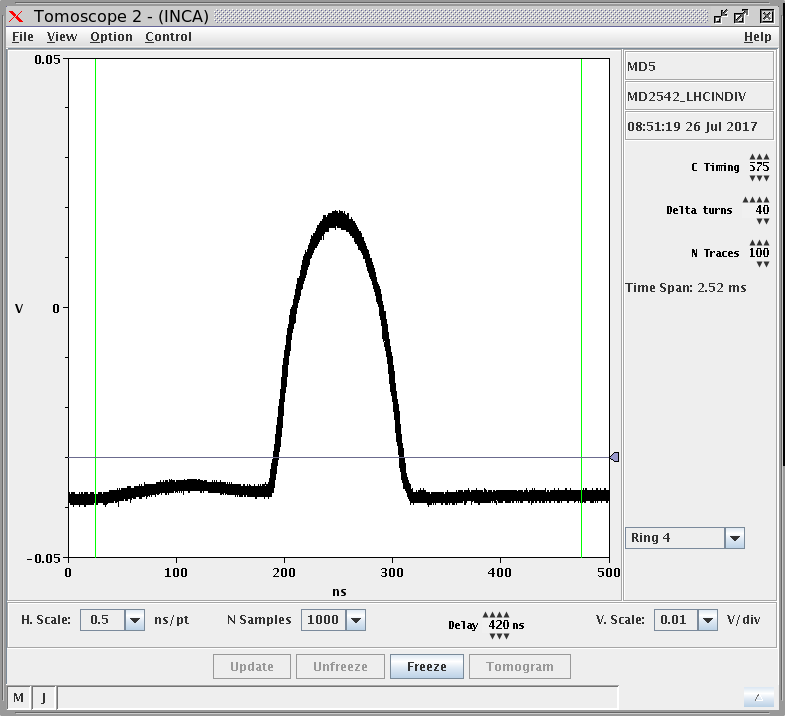 Tomoscope 2 - (INCA)
File View Option Control Help
0.05
V 0
-0.05
0 100 200 300 400 500
ns
MD5
MD2542_LHCINDIV
08:51:19 26 Jul 2017
C Timing 575
Delta turns 40
N Traces 100
Time Span: 2.52 ms
Ring 4
H. Scale: 0.5 ns/pt N Samples 1000 Delay 420 ns V. Scale: 0.01 V/div
Update Unfreeze Freeze Tomogram
M J